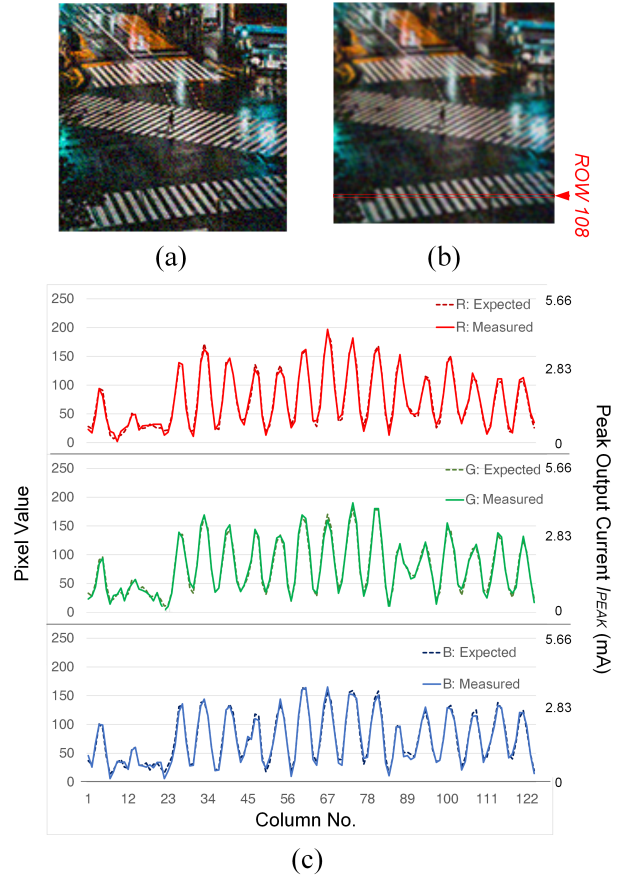 ROW 108
(a)
(b)
250
200
150
100
50
0
R: Expected
R: Measured
5.66
2.83
0
250
200
150
100
50
0
G: Expected
G: Measured
5.66
2.83
0
250
200
150
100
50
0
B: Expected
B: Measured
5.66
2.83
0
Pixel Value
Peak Output Current IPEAK (mA)
1 12 23 34 45 56 67 78 89 100 111 122
Column No.
(c)